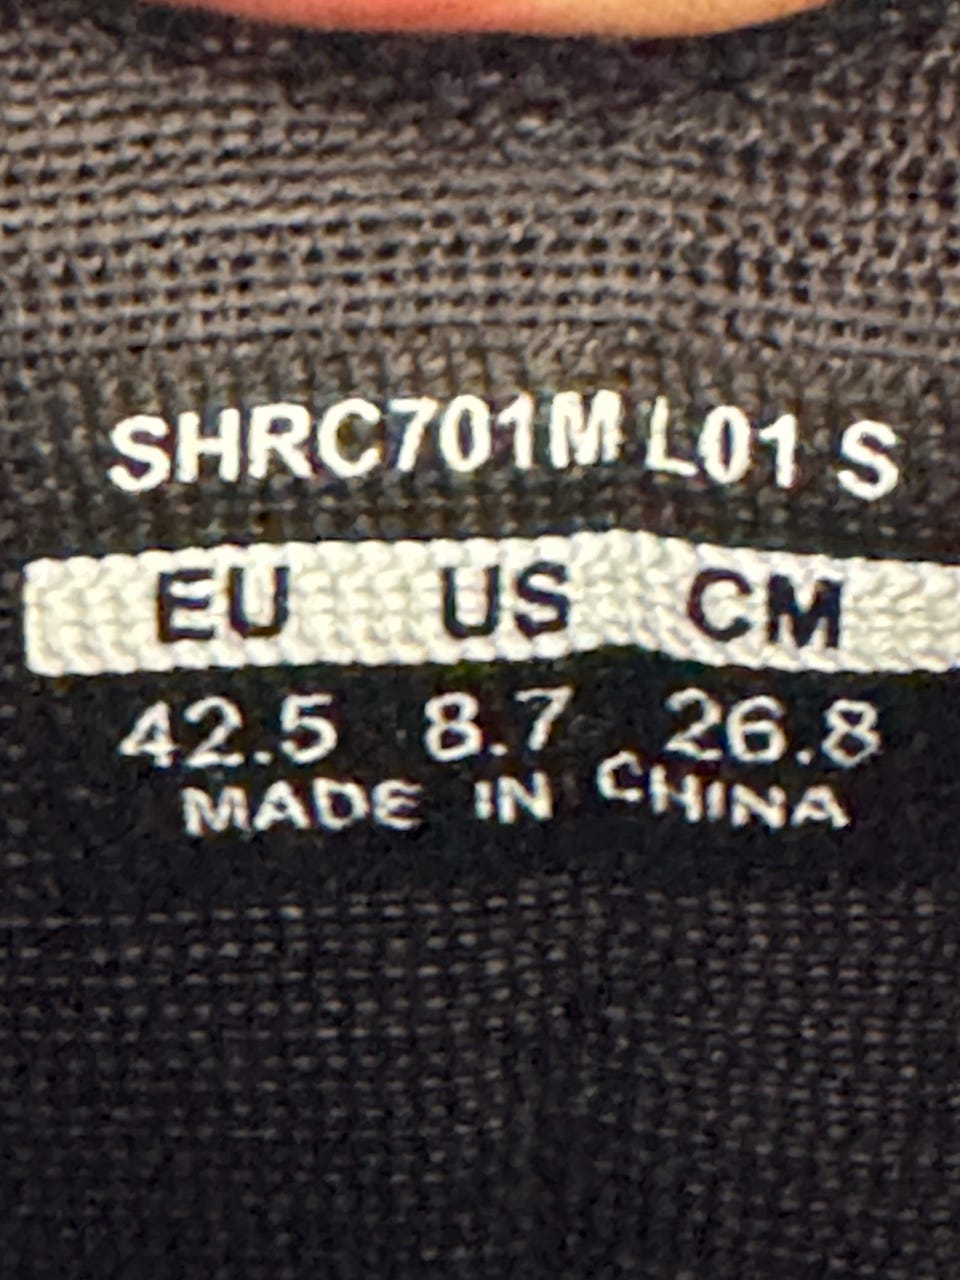 SHRC701M L01 S
EU US CM
42.5 8.7 26.8
MADE IN CHINA